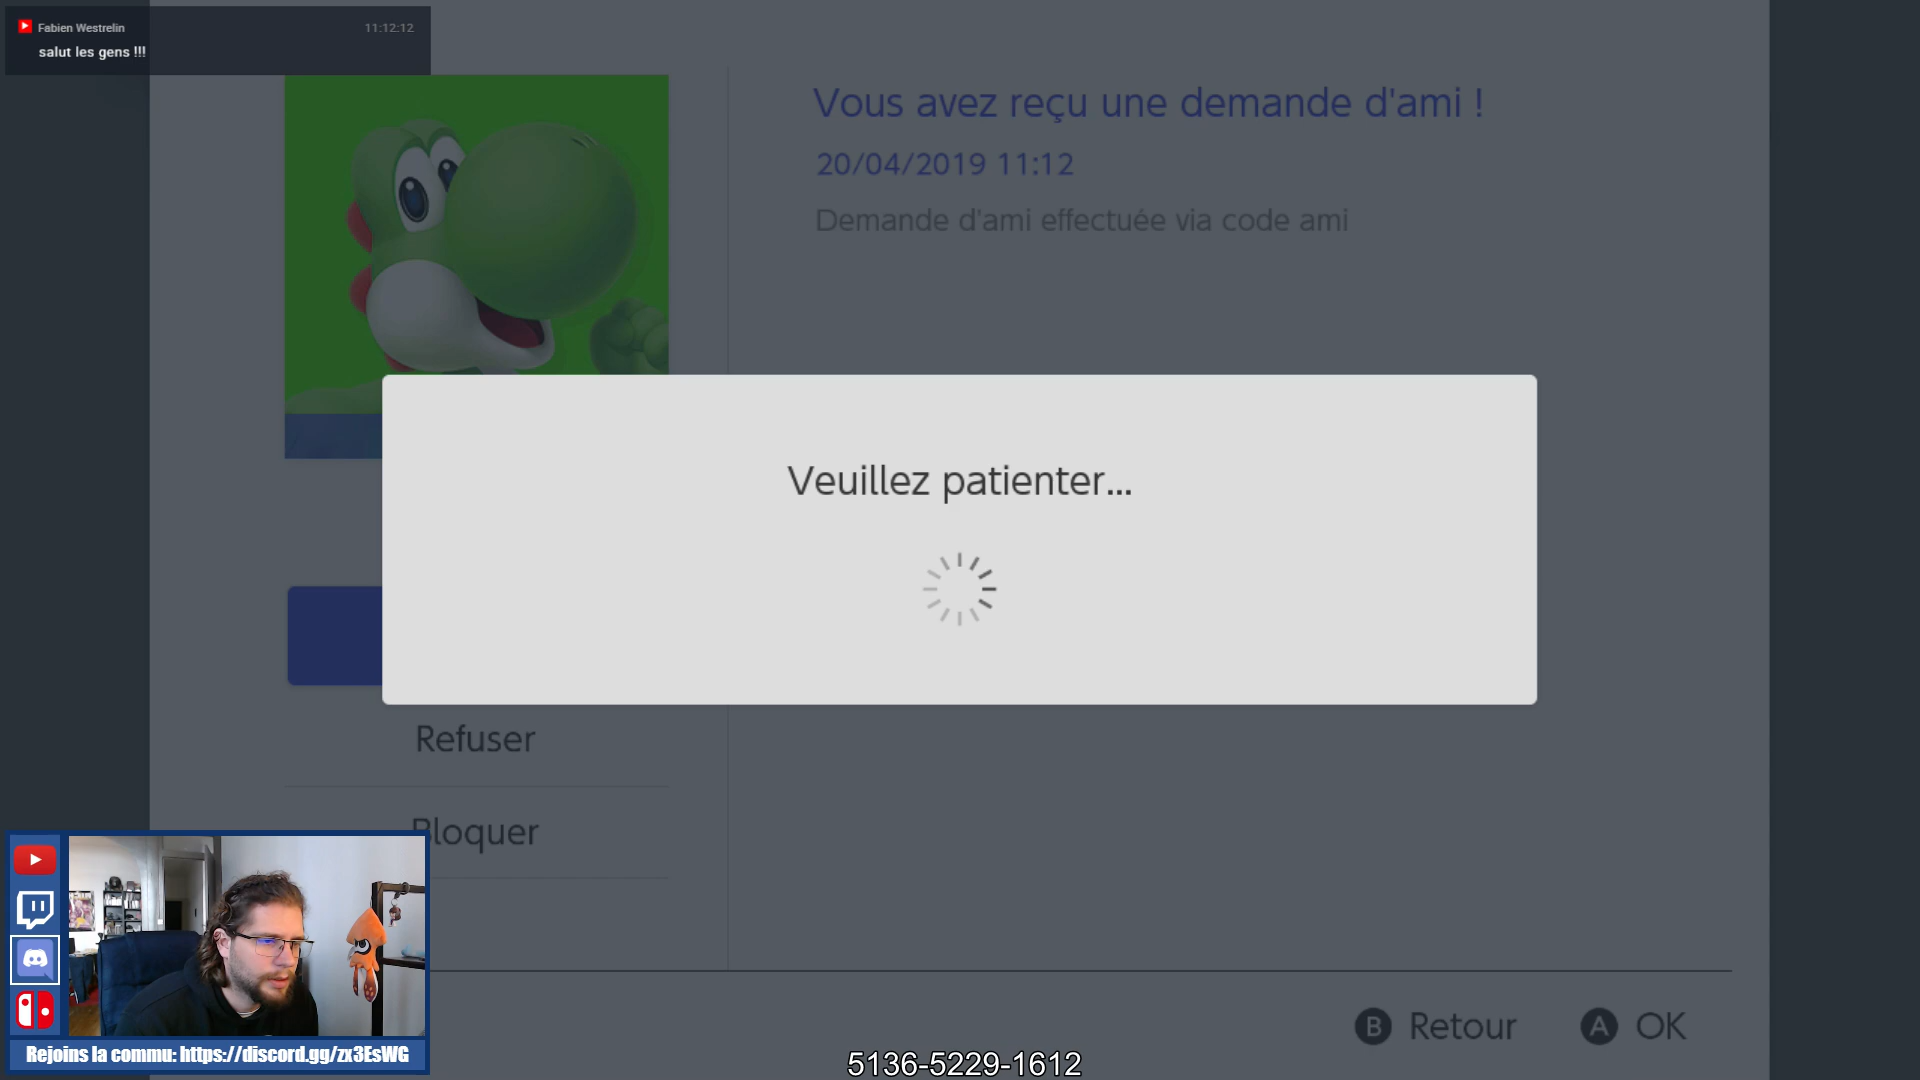 Fabien Westrelin 11:12:12
salut les gens !!!
Vous avez reçu une demande d'ami !
20/04/2019 11:12
Demande d'ami effectuée via code ami
Veuillez patienter...
Refuser
Bloquer
Rejoins la commu: https://discord.gg/zx3EsWG
B Retour A OK
5136-5229-1612